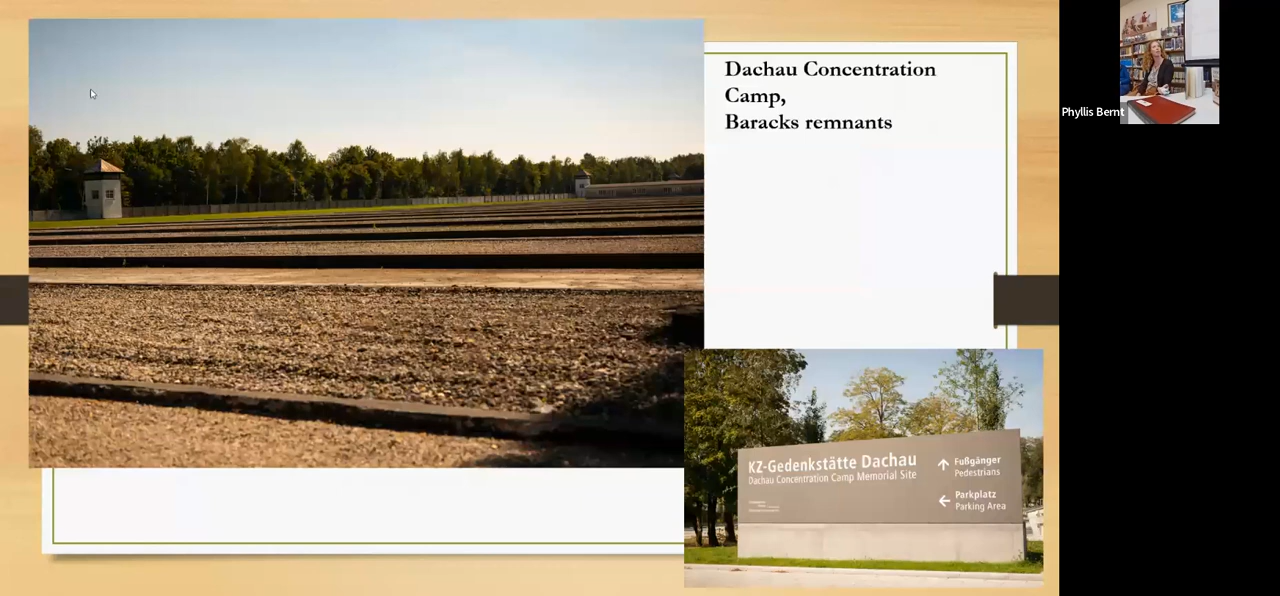 Dachau Concentration
Camp,
Baracks remnants
Phyllis Bernt
KZ-Gedenkstätte Dachau
Dachau Concentration Camp Memorial Site
Fußgänger
Pedestrians
Parkplatz
Parking Area